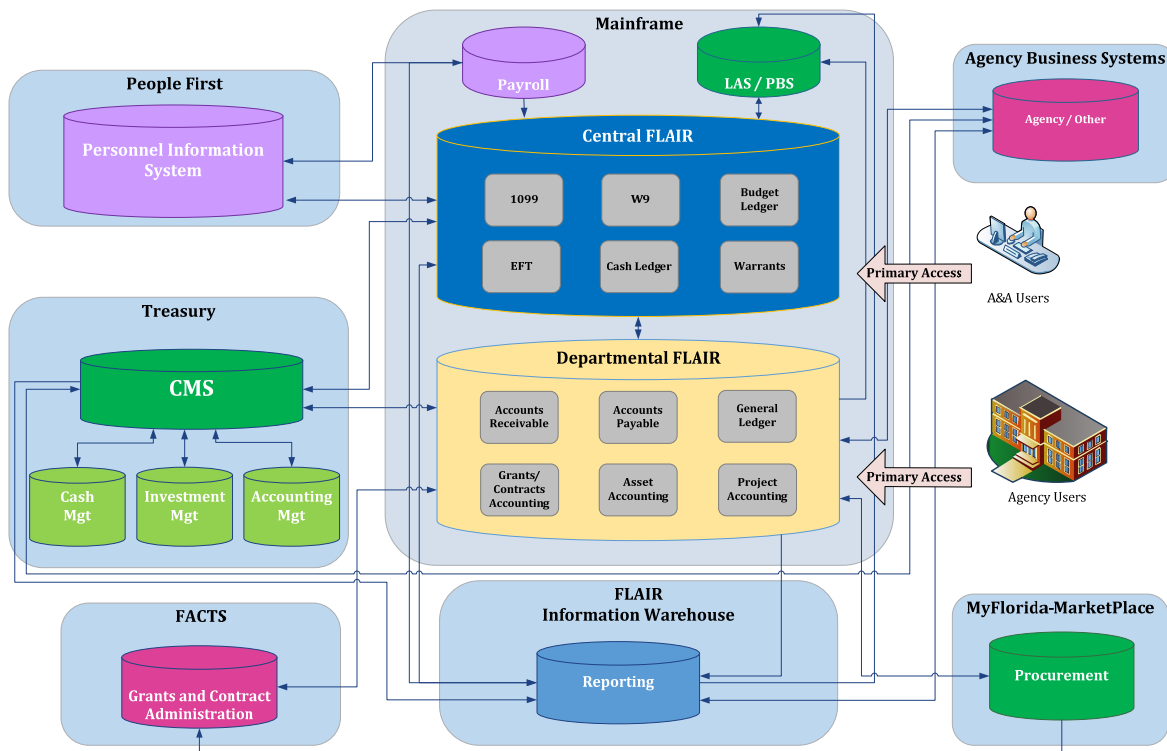 Mainframe
Payroll
LAS / PBS
People First
Personnel Information
System
Agency Business Systems
Agency / Other
Central FLAIR
1099
W9
Budget
Ledger
EFT
Cash Ledger
Warrants
Primary Access
A&A Users
Treasury
CMS
Cash
Mgt
Investment
Mgt
Accounting
Mgt
Departmental FLAIR
Accounts
Receivable
Accounts
Payable
General
Ledger
Grants/
Contracts
Accounting
Asset
Accounting
Project
Accounting
Primary Access
Agency Users
FACTS
Grants and Contract
Administration
FLAIR
Information Warehouse
Reporting
MyFlorida-MarketPlace
Procurement